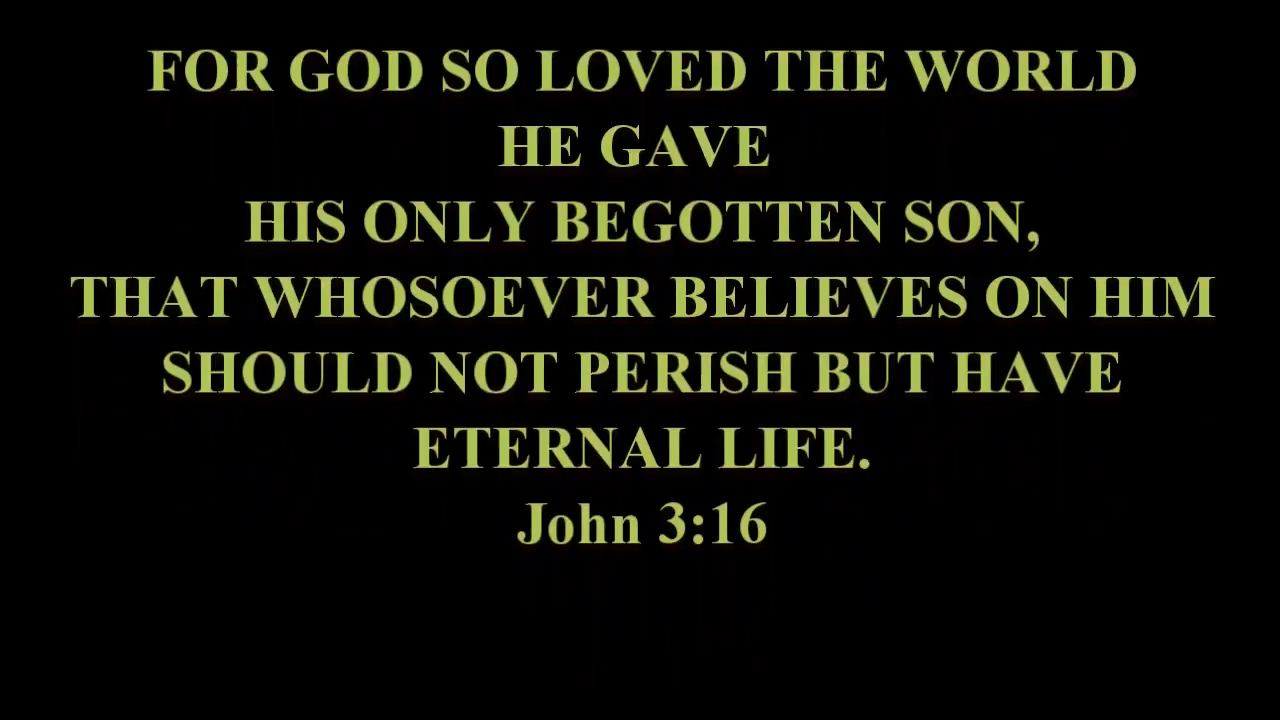 FOR GOD SO LOVED THE WORLD
HE GAVE
HIS ONLY BEGOTTEN SON,
THAT WHOSOEVER BELIEVES ON HIM
SHOULD NOT PERISH BUT HAVE
ETERNAL LIFE.
John 3:16